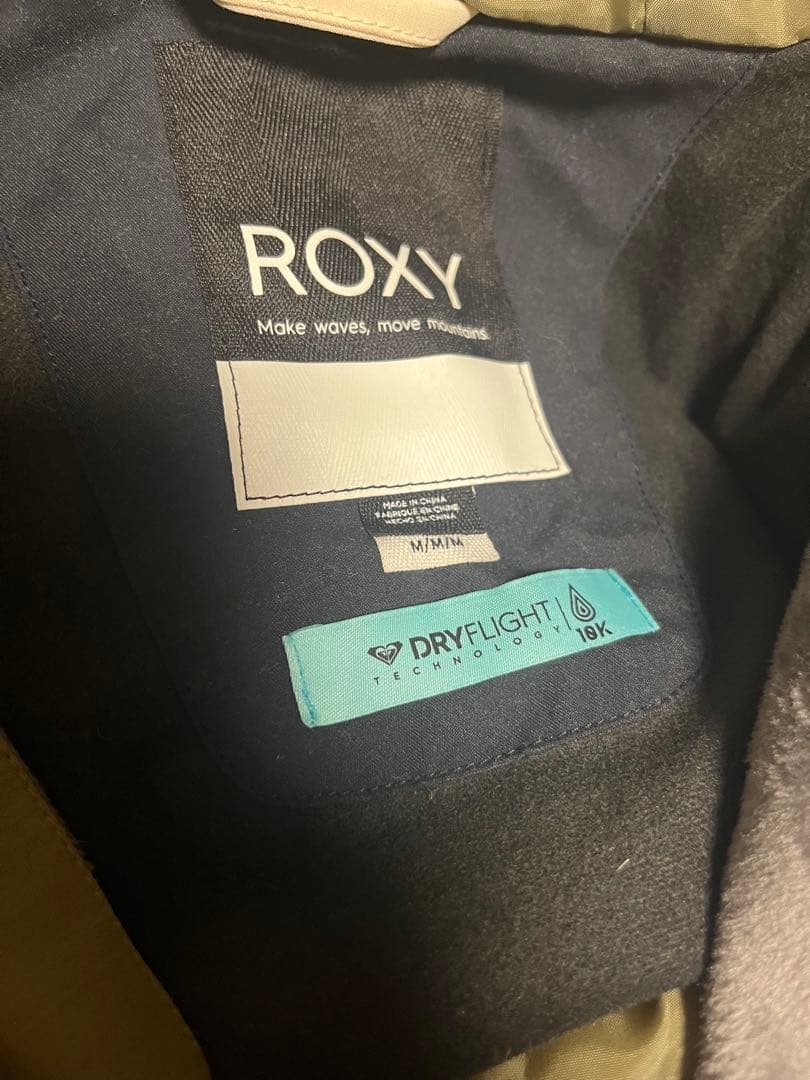 ROXY
Make waves, move mountains.
MADE IN CHINA
FABRIQUÉ EN CHINE
HECHO EN CHINA
M/M/M
DRYFLIGHT
TECHNOLOGY
10K